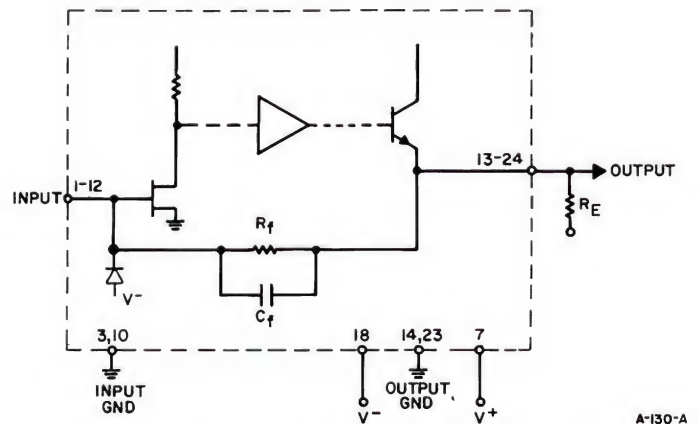 13-24
OUTPUT
INPUT
1-12
R_E
R_f
C_f
V-
3,10
18
14,23
7
INPUT
GND
V-
OUTPUT
GND
V+
A-130-A